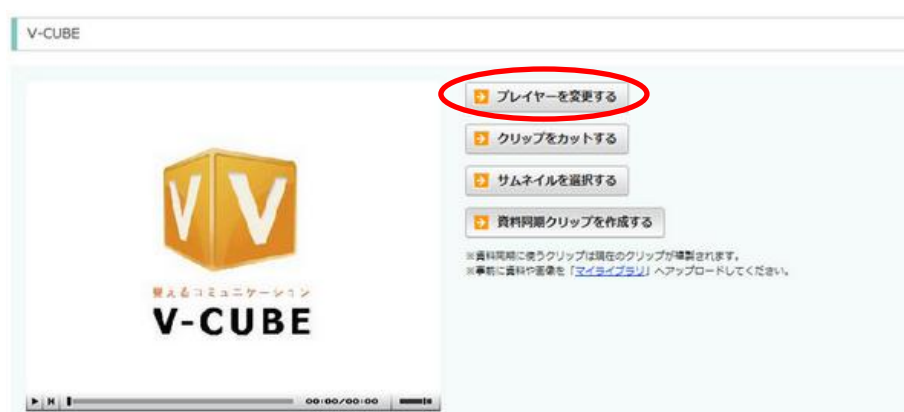 V-CUBE
プレイヤーを変更する
クリップをカットする
サムネイルを選択する
資料同期クリップを作成する
※資料同期に使うクリップは現在のクリップが複製されます。
※事前に資料や画像を「マイライブラリ」へアップロードしてください。
VV
見えるコミュニケーション
V-CUBE
00:00/00:00